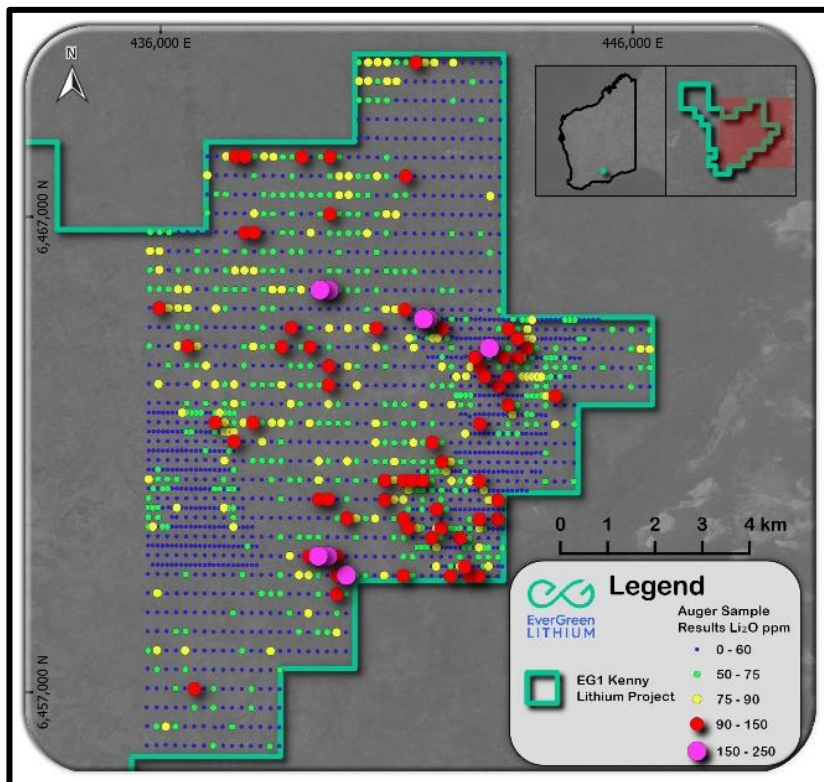 436,000 E
446,000 E
N
6,467,000 N
6,457,000 N
0 1 2 3 4 km
Legend
EverGreen
LITHIUM
EG1 Kenny
Lithium Project
Auger Sample
Results Li₂O ppm
0 - 60
50 - 75
75 - 90
90 - 150
150 - 250